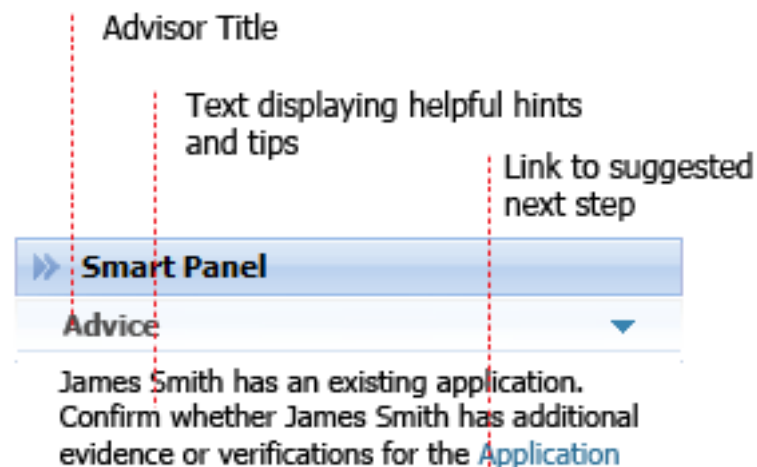 Advisor Title
Text displaying helpful hints
and tips
Link to suggested
next step
Smart Panel
Advice
James Smith has an existing application.
Confirm whether James Smith has additional
evidence or verifications for the Application